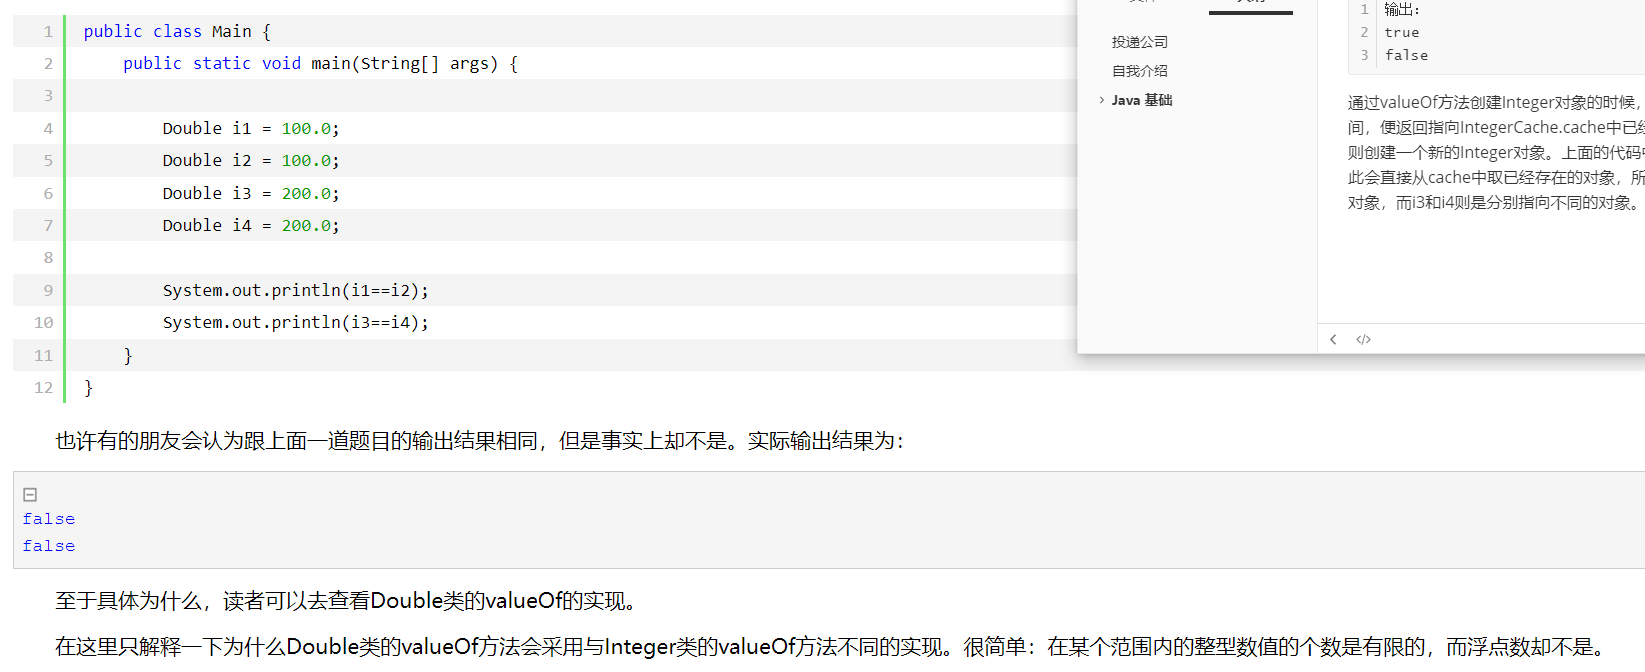 1 public class Main {
2 public static void main(String[] args) {
3
4 Double i1 = 100.0;
5 Double i2 = 100.0;
6 Double i3 = 200.0;
7 Double i4 = 200.0;
8
9 System.out.println(i1==i2);
10 System.out.println(i3==i4);
11 }
12 }
投递公司
自我介绍
Java 基础
1 输出：
2 true
3 false
通过valueOf方法创建Integer对象的时候，
间，便返回指向IntegerCache.cache中已经
则创建一个新的Integer对象。上面的代码中
此会直接从cache中取已经存在的对象，所
对象，而i3和i4则是分别指向不同的对象。
</>
也许有的朋友会认为跟上面一道题目的输出结果相同，但是事实上却不是。实际输出结果为：
false
false
至于具体为什么，读者可以去查看Double类的valueOf的实现。
在这里只解释一下为什么Double类的valueOf方法会采用与Integer类的valueOf方法不同的实现。很简单：在某个范围内的整型数值的个数是有限的，而浮点数却不是。